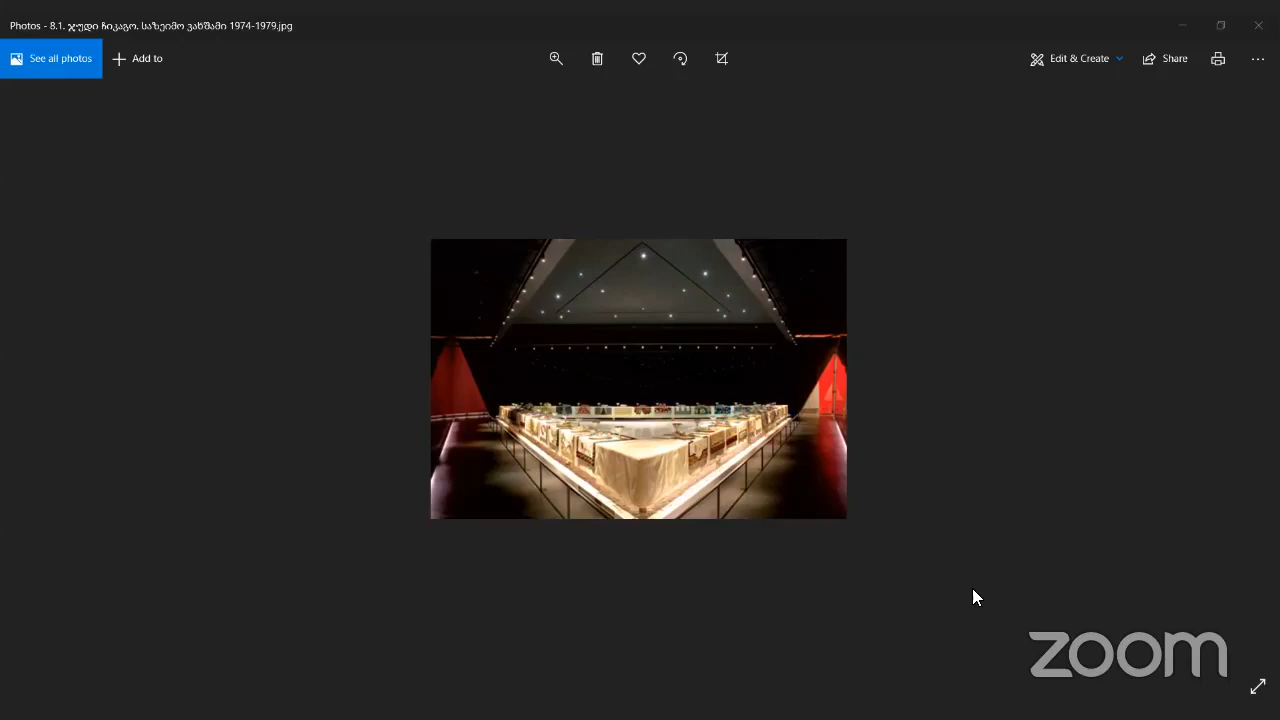 Photos - 8.1. ჯუდი ჩიკაგო. საზეიმო ვახშამი 1974-1979.jpg
See all photos
Add to
Edit & Create
Share
zoom